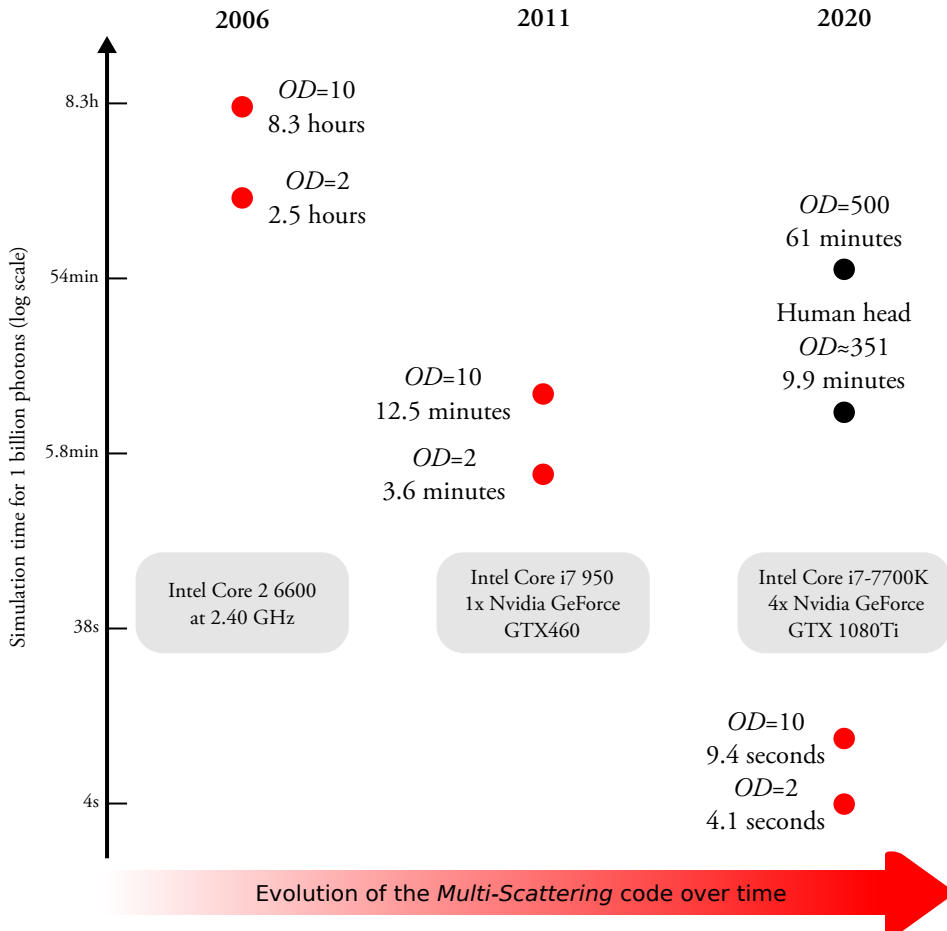 2006
2011
2020
Simulation time for 1 billion photons (log scale)
8.3h
54min
5.8min
38s
4s
OD=10
8.3 hours
OD=2
2.5 hours
OD=10
12.5 minutes
OD=2
3.6 minutes
OD=500
61 minutes
Human head
OD≈351
9.9 minutes
Intel Core 2 6600
at 2.40 GHz
Intel Core i7 950
1x Nvidia GeForce
GTX460
Intel Core i7-7700K
4x Nvidia GeForce
GTX 1080Ti
OD=10
9.4 seconds
OD=2
4.1 seconds
Evolution of the Multi-Scattering code over time